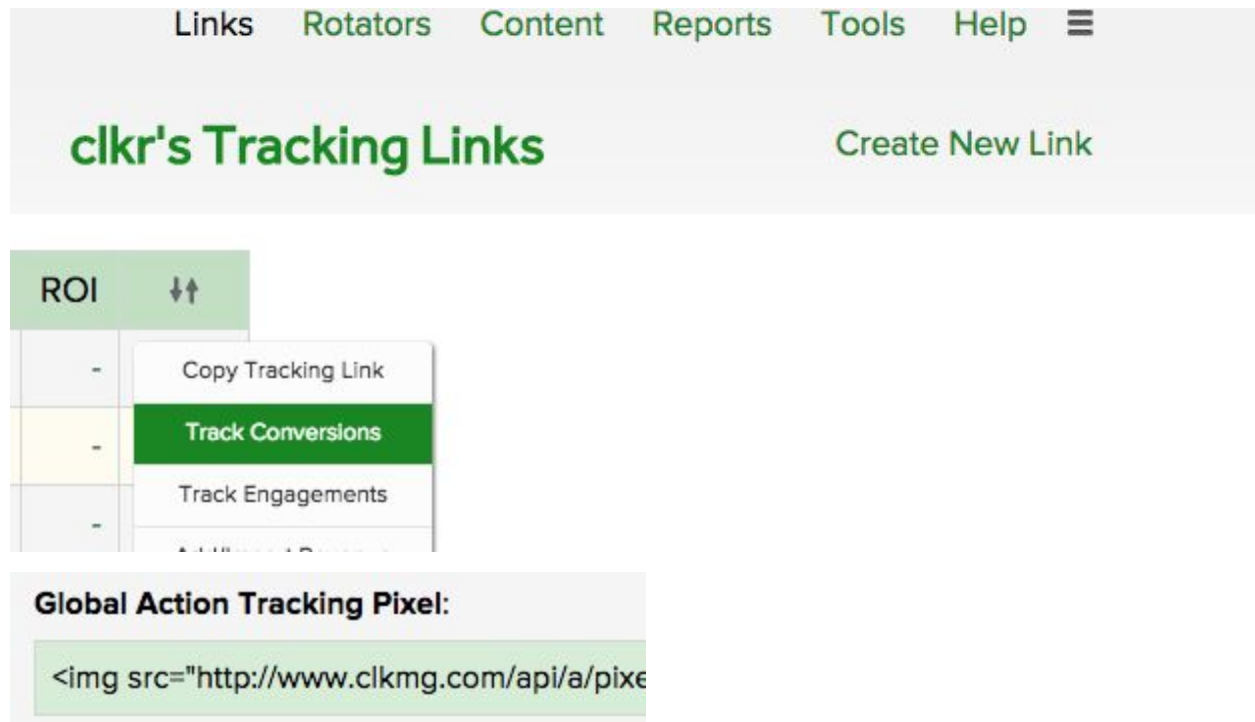 Links Rotators Content Reports Tools Help
clkr's Tracking Links Create New Link
ROI
- Copy Tracking Link
- Track Conversions
- Track Engagements
Global Action Tracking Pixel:
<img src="http://www.clkmg.com/api/a/pixe